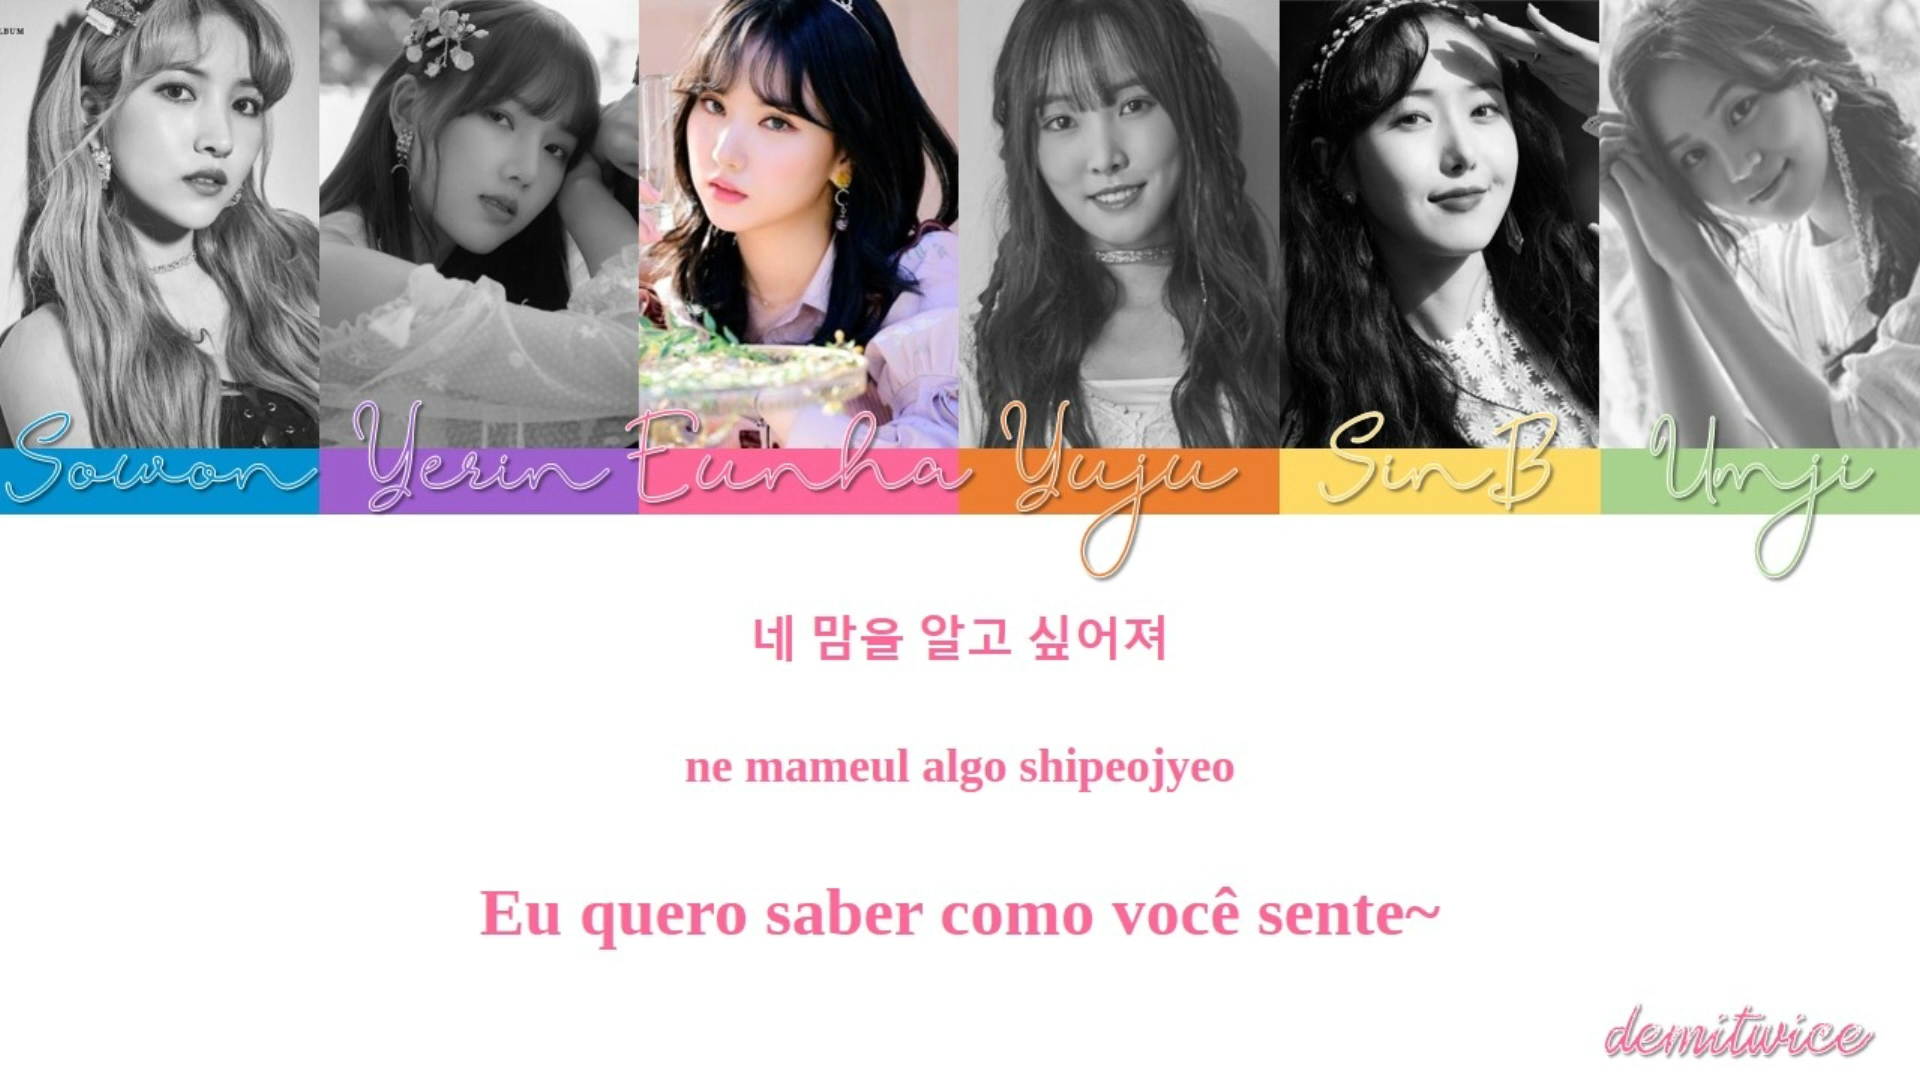 LBUM
Sowon Yerin Eunha Yuju SinB Umji
네 맘을 알고 싶어져
ne mameul algo shipeojyeo
Eu quero saber como você sente~
demitwice